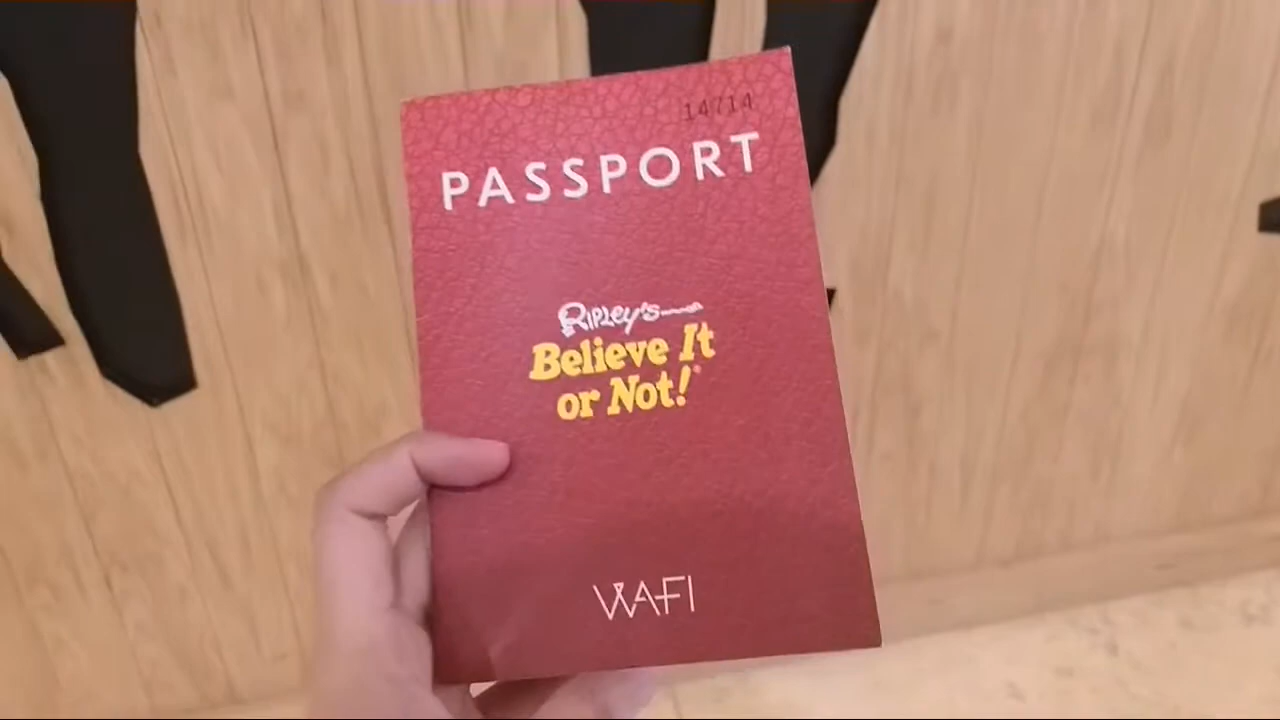 14714
PASSPORT
RIPLEy's
Believe It
or Not!®
WAFI